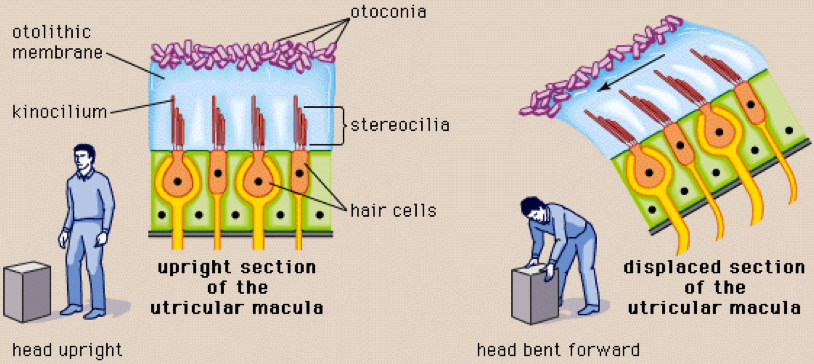 otoconia
otolithic
membrane
kinocilium
stereocilia
hair cells
upright section
of the
utricular macula
head upright
displaced section
of the
utricular macula
head bent forward